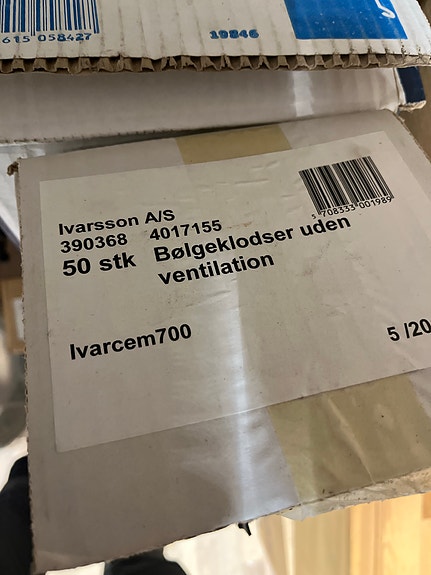 615 058427
19846
Ivarsson A/S
5 708333 001989
390368 4017155
50 stk Bølgeklodser uden
ventilation
Ivarcem700
5 /20